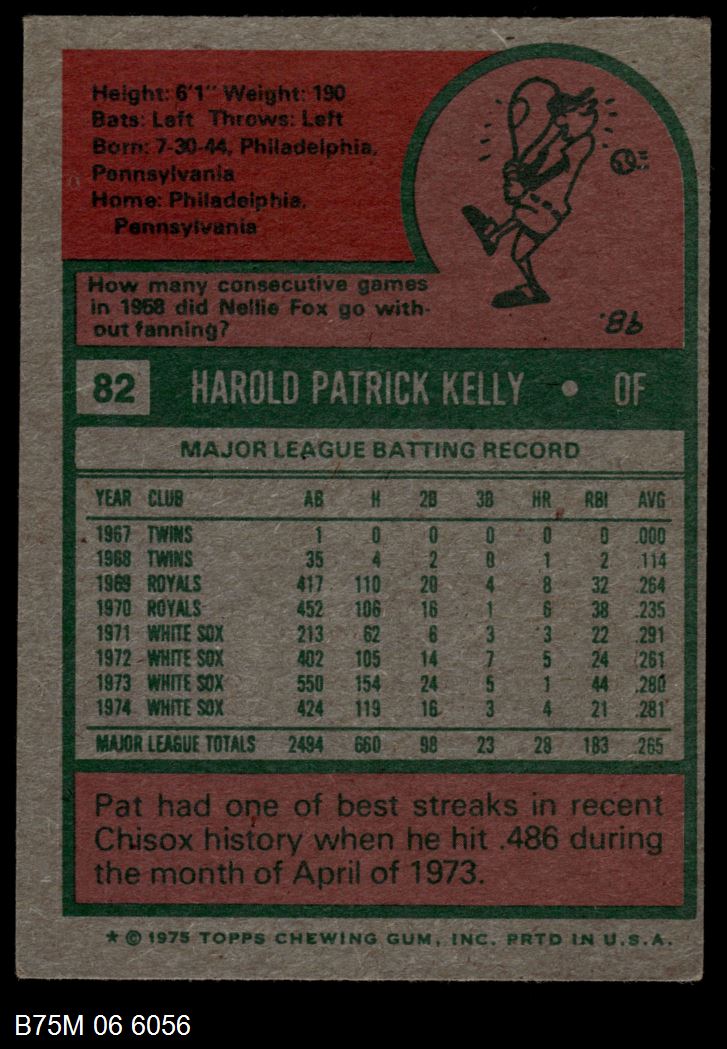 Height: 6'1" Weight: 190
Bats: Left Throws: Left
Born: 7-30-44, Philadelphia,
Pennsylvania
Home: Philadelphia,
Pennsylvania
How many consecutive games
in 1958 did Nellie Fox go with-
out fanning?
98.
82 HAROLD PATRICK KELLY • OF
MAJOR LEAGUE BATTING RECORD
YEAR CLUB AB H 2B 3B HR RBI AVG
1967 TWINS 1 0 0 0 0 0 .000
1968 TWINS 35 4 2 0 1 2 .114
1969 ROYALS 417 110 20 4 8 32 .264
1970 ROYALS 452 106 16 1 6 38 .235
1971 WHITE SOX 213 62 6 3 3 22 .291
1972 WHITE SOX 402 105 14 7 5 24 .261
1973 WHITE SOX 550 154 24 5 1 44 .280
1974 WHITE SOX 424 119 16 3 4 21 .281
MAJOR LEAGUE TOTALS 2494 660 98 23 28 183 .265
Pat had one of best streaks in recent
Chisox history when he hit .486 during
the month of April of 1973.
* © 1975 TOPPS CHEWING GUM, INC. PRTD IN U.S.A.
B75M 06 6056